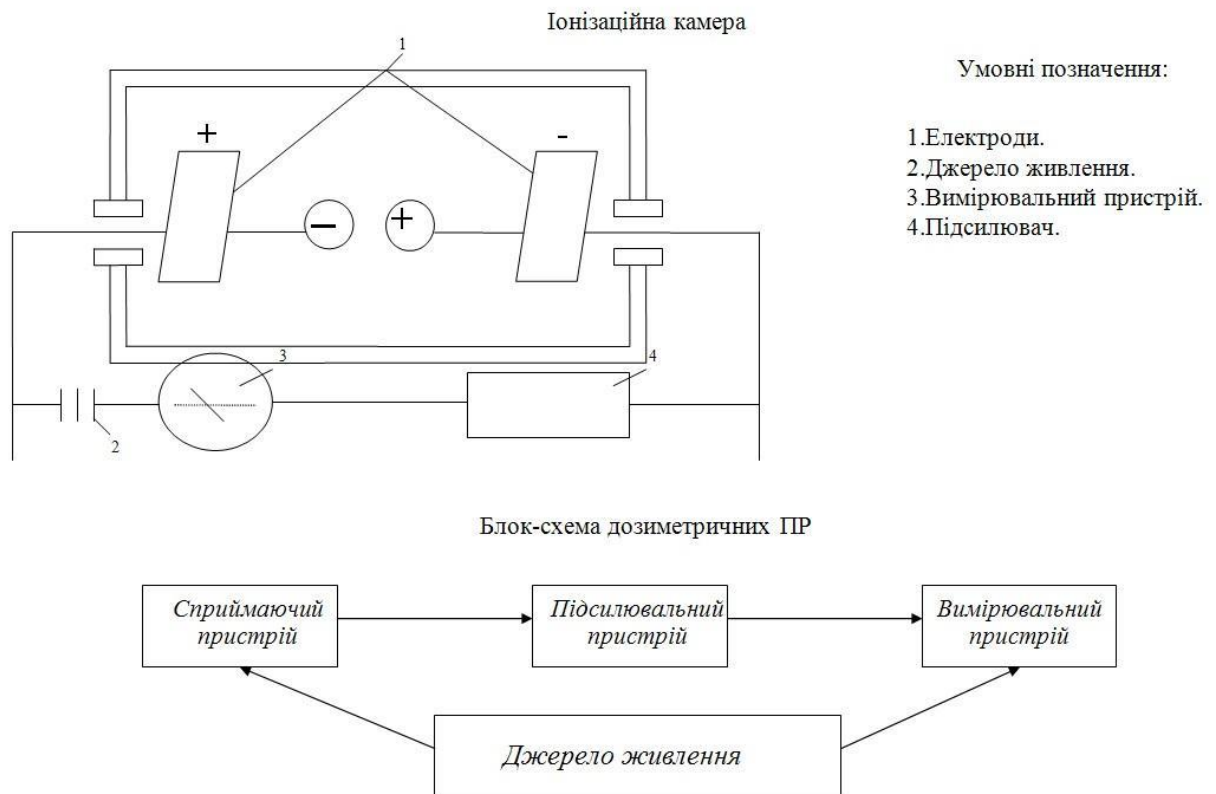 Іонізаційна камера
1
Умовні позначення:
+
-
1.Електроди.
2.Джерело живлення.
3.Вимірювальний пристрій.
4.Підсилювач.
− +
3
4
2
Блок-схема дозиметричних ПР
Сприймаючий
пристрій
Підсилювальний
пристрій
Вимірювальний
пристрій
Джерело живлення